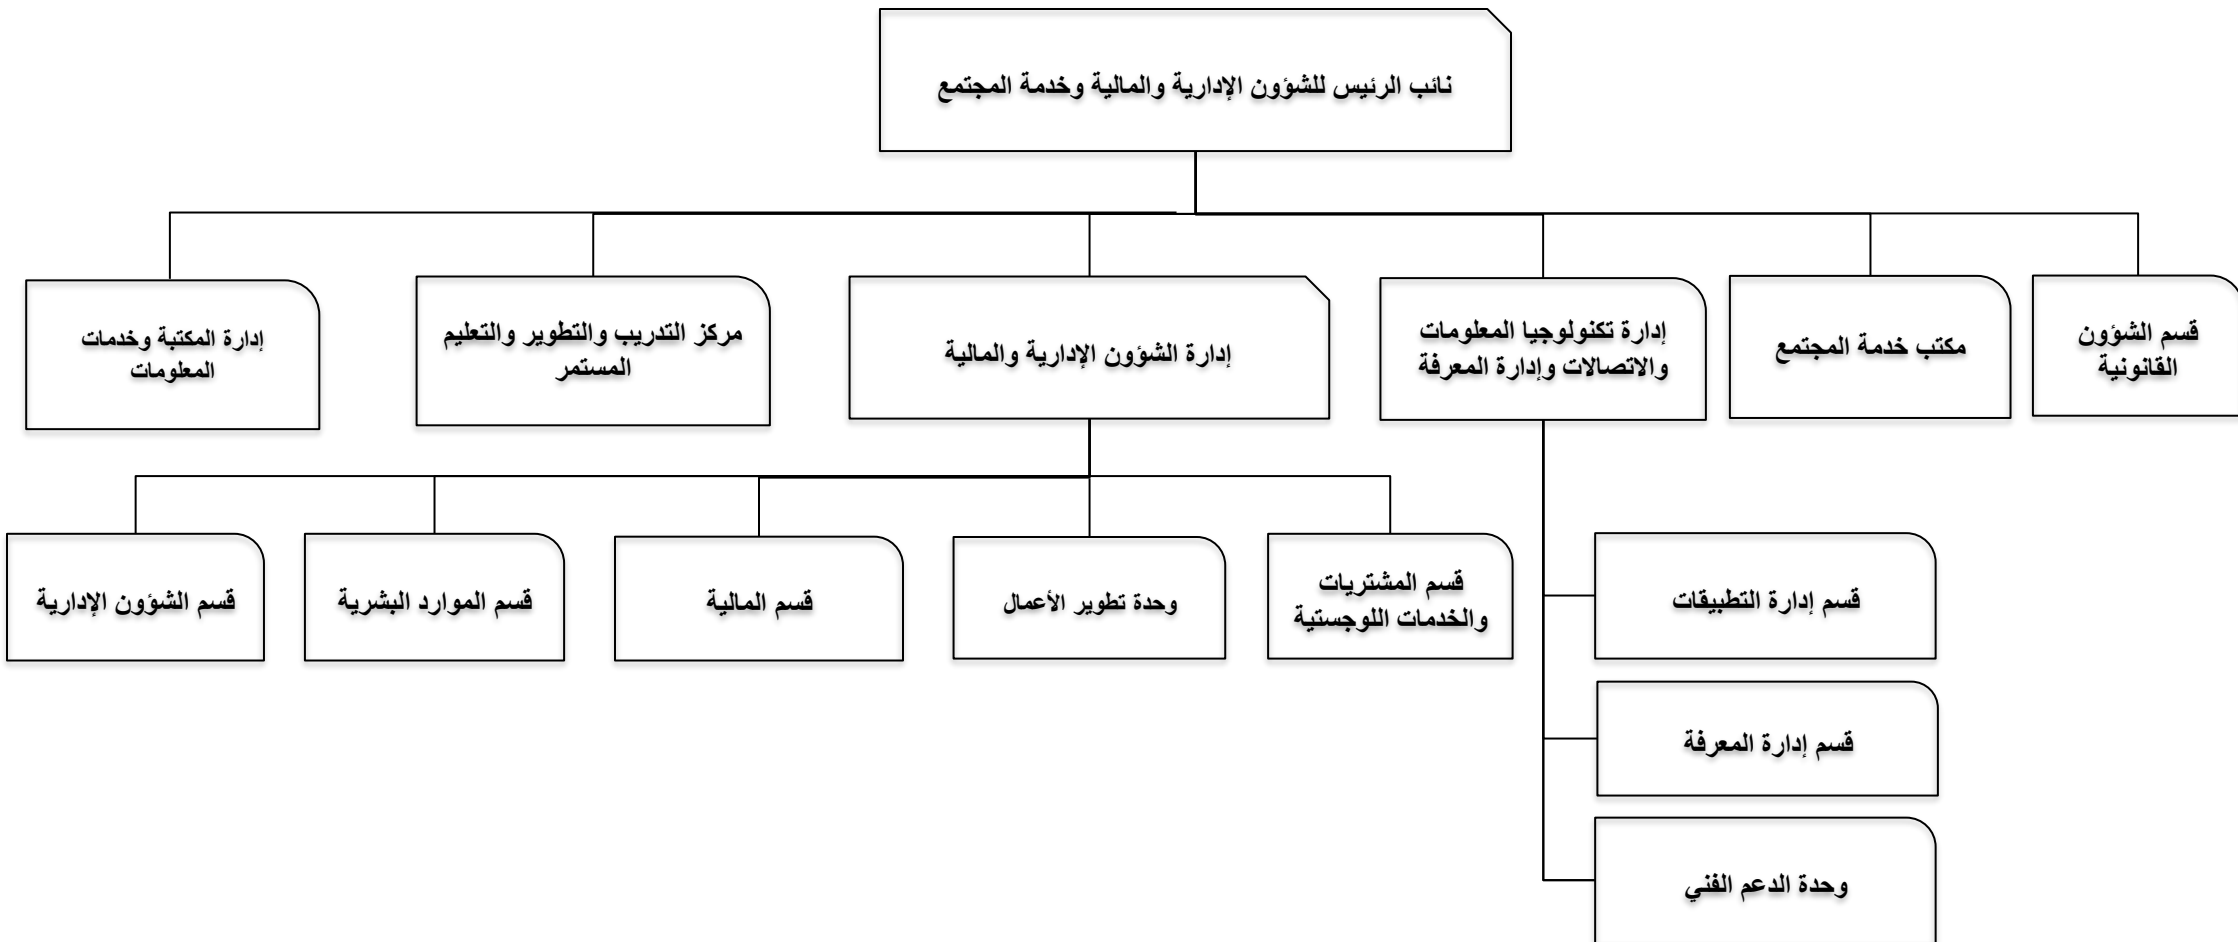 نائب الرئيس للشؤون الإدارية والمالية وخدمة المجتمع
قسم الشؤون
القانونية
مكتب خدمة المجتمع
إدارة تكنولوجيا المعلومات
والاتصالات وإدارة المعرفة
إدارة الشؤون الإدارية والمالية
مركز التدريب والتطوير والتعليم
المستمر
إدارة المكتبة وخدمات
المعلومات
قسم المشتريات
والخدمات اللوجستية
وحدة تطوير الأعمال
قسم المالية
قسم الموارد البشرية
قسم الشؤون الإدارية
قسم إدارة التطبيقات
قسم إدارة المعرفة
وحدة الدعم الفني